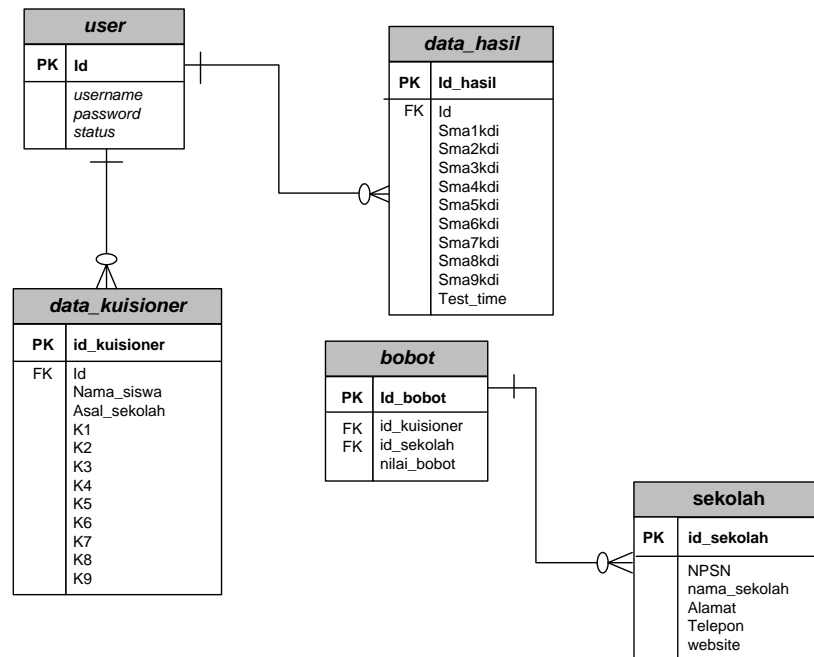 user
PK Id
username
password
status
data_hasil
PK Id_hasil
FK Id
Sma1kdi
Sma2kdi
Sma3kdi
Sma4kdi
Sma5kdi
Sma6kdi
Sma7kdi
Sma8kdi
Sma9kdi
Test_time
data_kuisioner
PK id_kuisioner
FK Id
Nama_siswa
Asal_sekolah
K1
K2
K3
K4
K5
K6
K7
K8
K9
bobot
PK Id_bobot
FK id_kuisioner
FK id_sekolah
nilai_bobot
sekolah
PK id_sekolah
NPSN
nama_sekolah
Alamat
Telepon
website